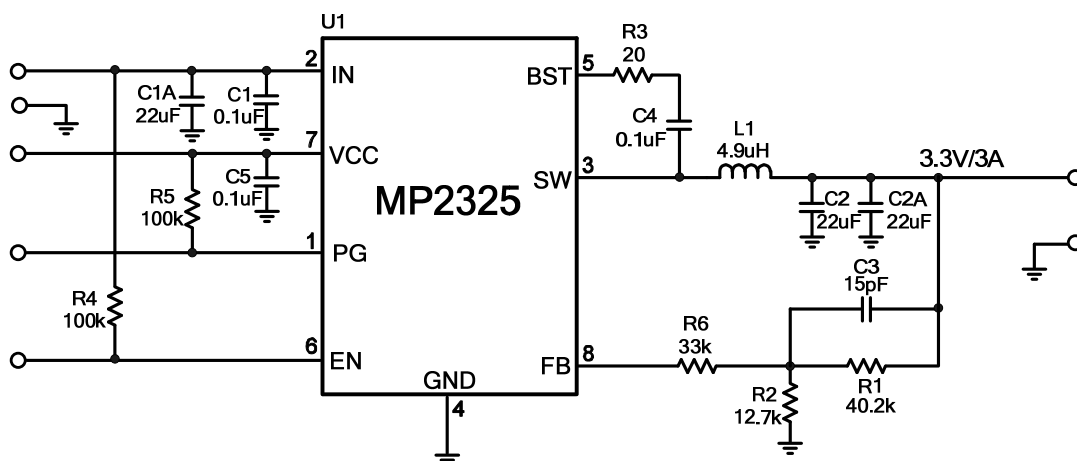 U1
R3
20
2
IN
5
BST
C1A
22uF
C1
0.1uF
C4
0.1uF
L1
4.9uH
7
VCC
3
SW
3.3V/3A
MP2325
R5
100k
C5
0.1uF
C2
22uF
C2A
22uF
1
PG
C3
15pF
R4
100k
R6
33k
6
EN
8
FB
GND
4
R2
12.7k
R1
40.2k